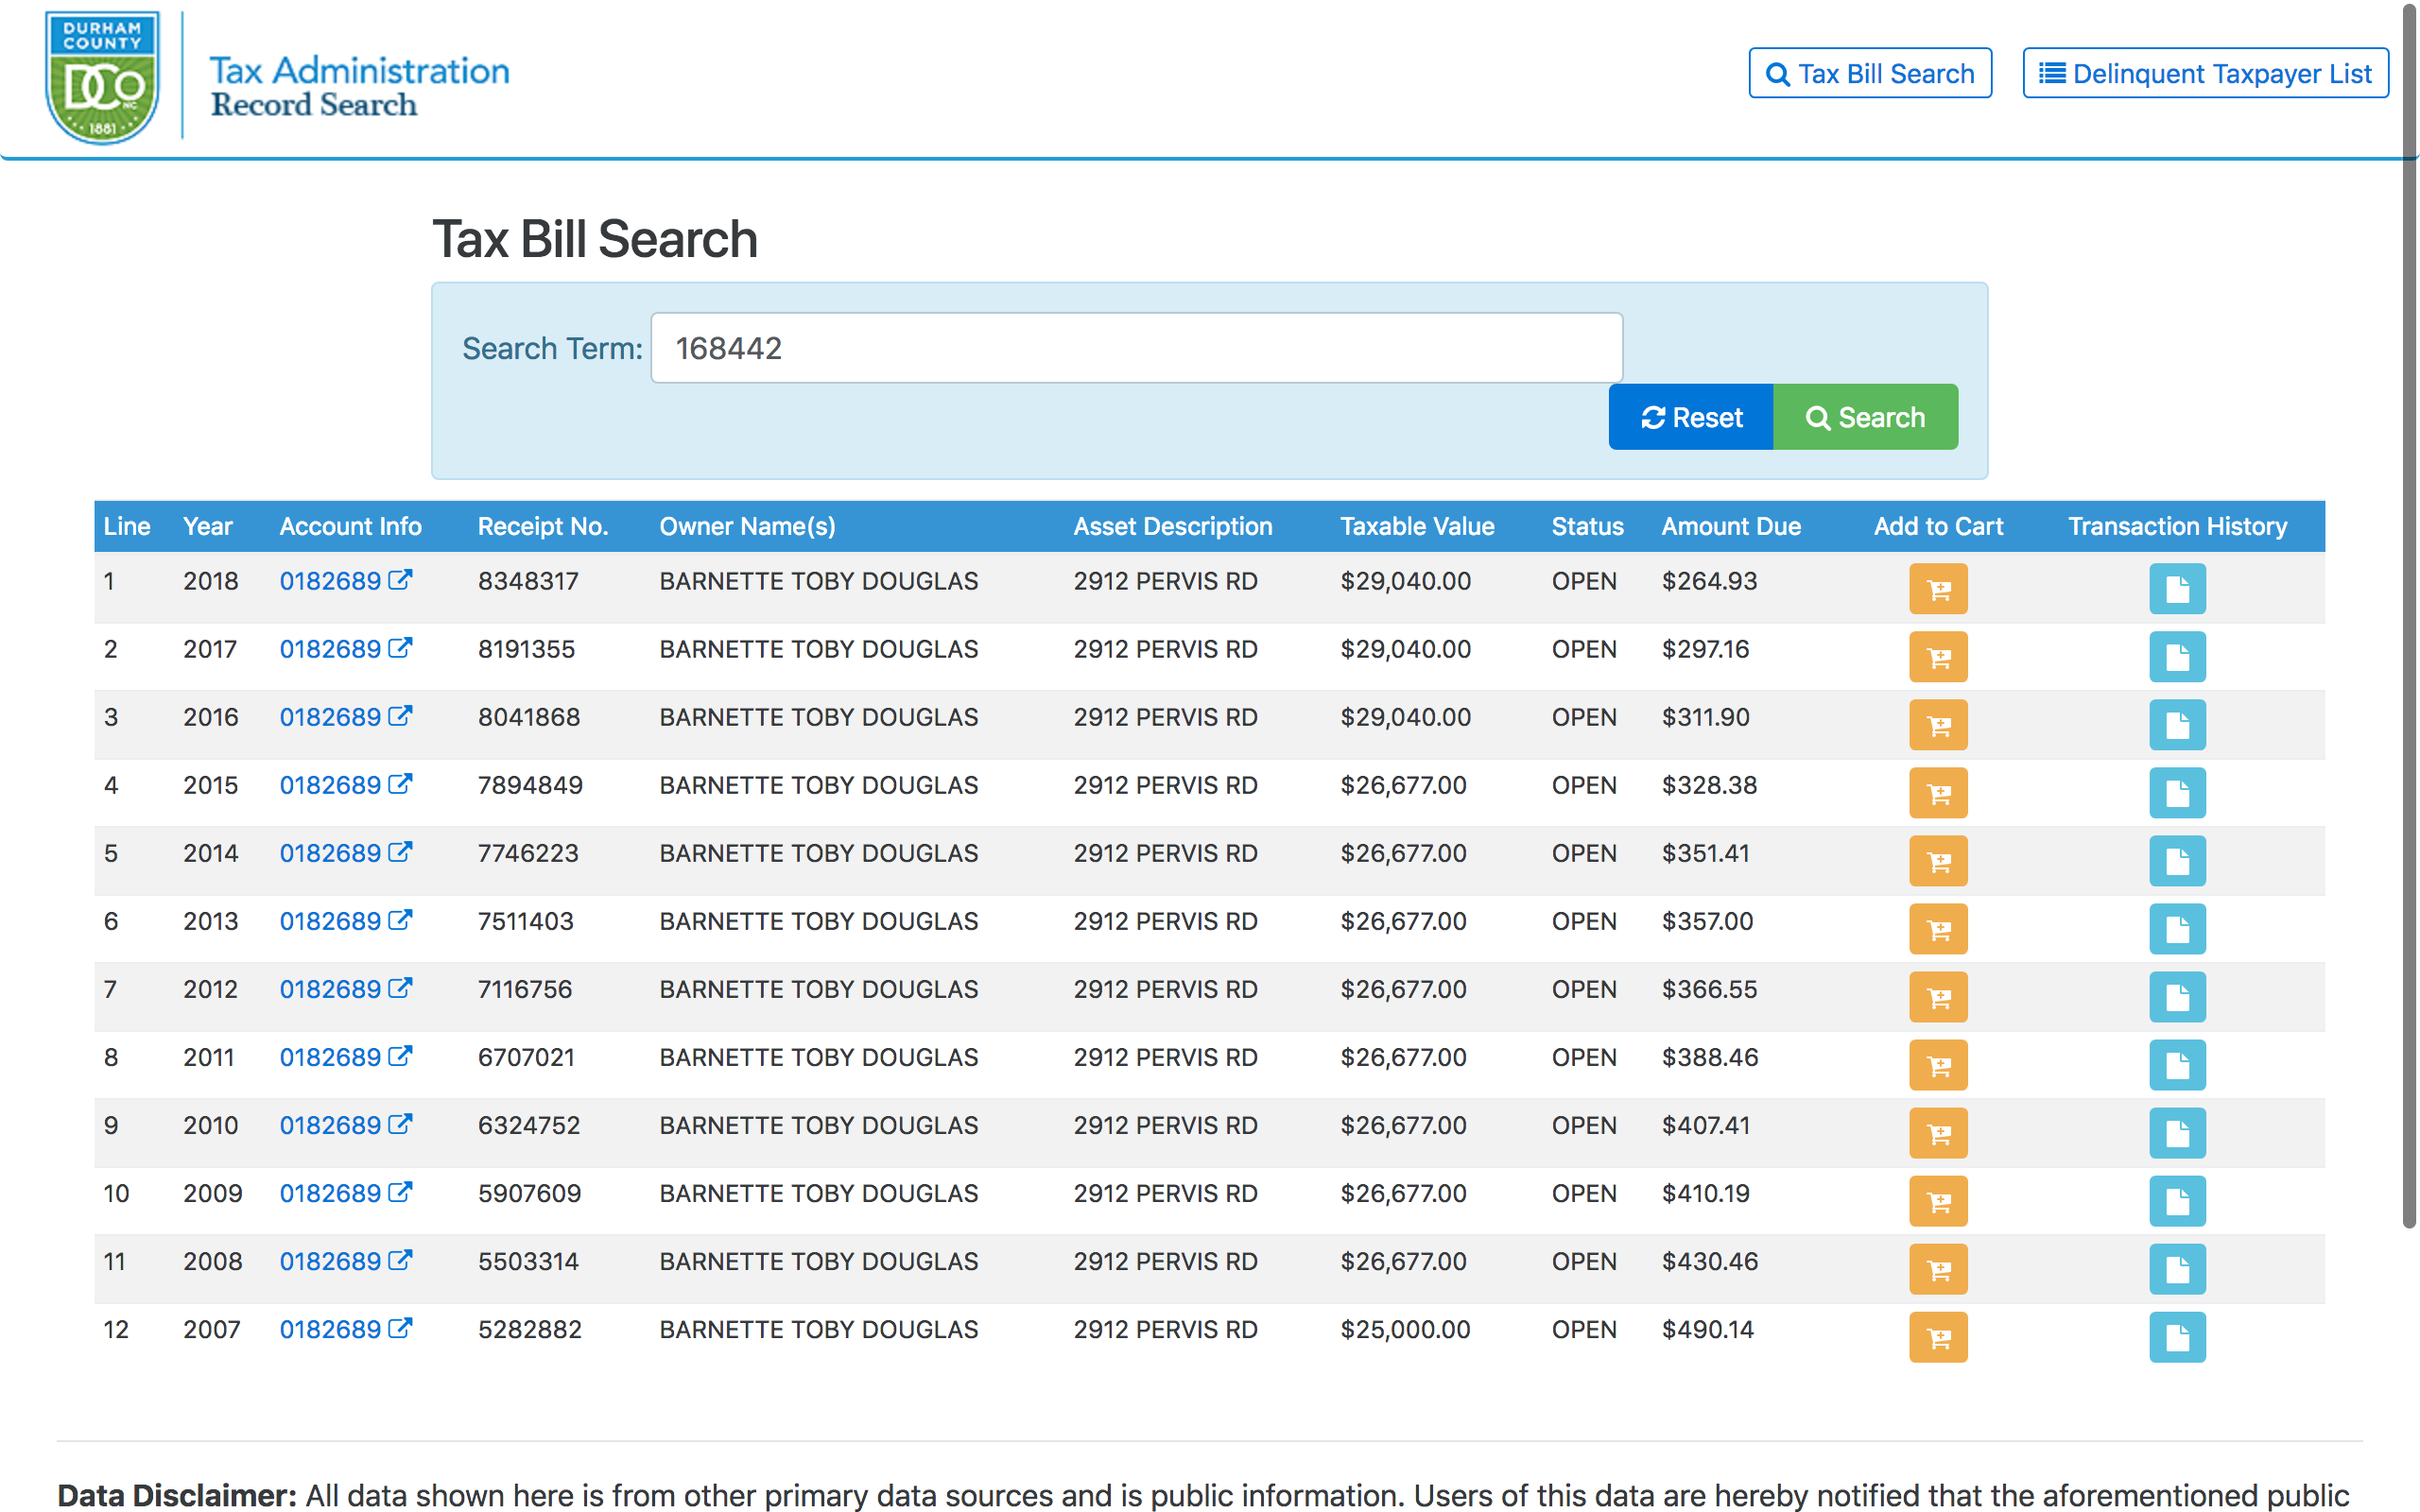 DURHAM
COUNTY
DCO
NC
1881
Tax Administration
Record Search
Tax Bill Search
Delinquent Taxpayer List
Tax Bill Search
Search Term: 168442
Reset Search
Line Year Account Info Receipt No. Owner Name(s) Asset Description Taxable Value Status Amount Due Add to Cart Transaction History
1 2018 0182689 8348317 BARNETTE TOBY DOUGLAS 2912 PERVIS RD $29,040.00 OPEN $264.93
2 2017 0182689 8191355 BARNETTE TOBY DOUGLAS 2912 PERVIS RD $29,040.00 OPEN $297.16
3 2016 0182689 8041868 BARNETTE TOBY DOUGLAS 2912 PERVIS RD $29,040.00 OPEN $311.90
4 2015 0182689 7894849 BARNETTE TOBY DOUGLAS 2912 PERVIS RD $26,677.00 OPEN $328.38
5 2014 0182689 7746223 BARNETTE TOBY DOUGLAS 2912 PERVIS RD $26,677.00 OPEN $351.41
6 2013 0182689 7511403 BARNETTE TOBY DOUGLAS 2912 PERVIS RD $26,677.00 OPEN $357.00
7 2012 0182689 7116756 BARNETTE TOBY DOUGLAS 2912 PERVIS RD $26,677.00 OPEN $366.55
8 2011 0182689 6707021 BARNETTE TOBY DOUGLAS 2912 PERVIS RD $26,677.00 OPEN $388.46
9 2010 0182689 6324752 BARNETTE TOBY DOUGLAS 2912 PERVIS RD $26,677.00 OPEN $407.41
10 2009 0182689 5907609 BARNETTE TOBY DOUGLAS 2912 PERVIS RD $26,677.00 OPEN $410.19
11 2008 0182689 5503314 BARNETTE TOBY DOUGLAS 2912 PERVIS RD $26,677.00 OPEN $430.46
12 2007 0182689 5282882 BARNETTE TOBY DOUGLAS 2912 PERVIS RD $25,000.00 OPEN $490.14
Data Disclaimer: All data shown here is from other primary data sources and is public information. Users of this data are hereby notified that the aforementioned public